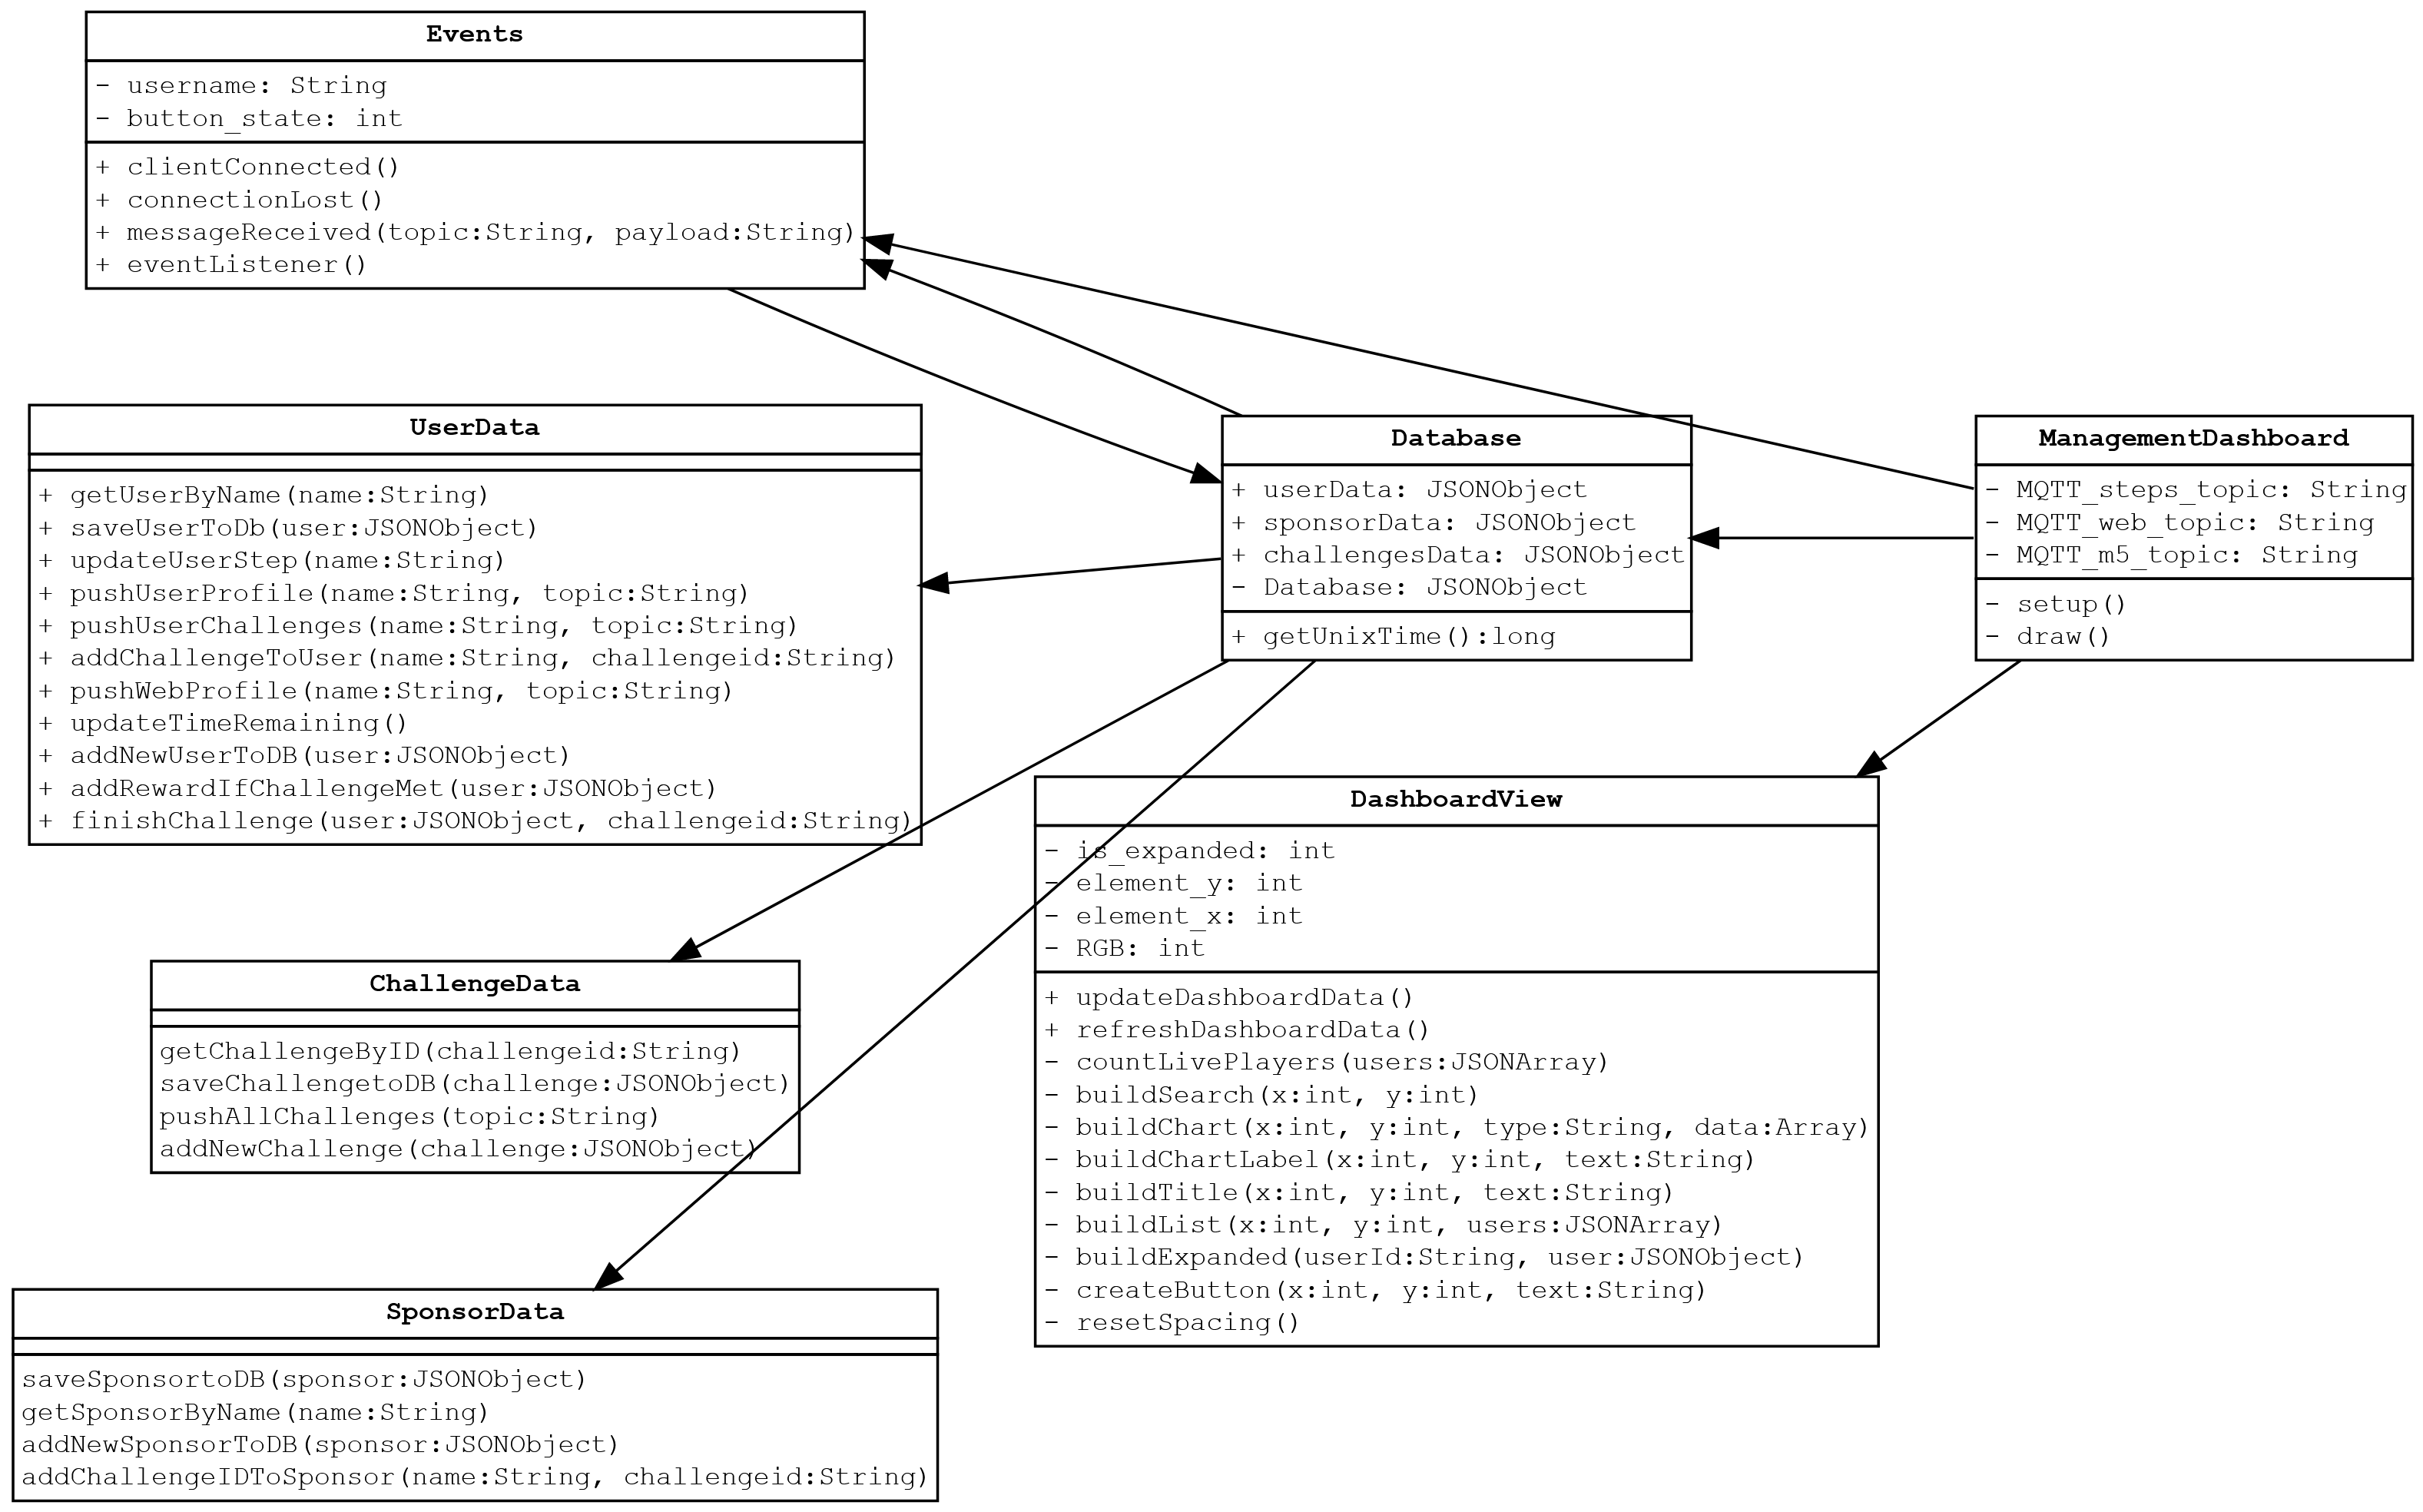 Events
- username: String
- button_state: int
+ clientConnected()
+ connectionLost()
+ messageReceived(topic:String, payload:String)
+ eventListener()
UserData
+ getUserByName(name:String)
+ saveUserToDb(user:JSONObject)
+ updateUserStep(name:String)
+ pushUserProfile(name:String, topic:String)
+ pushUserChallenges(name:String, topic:String)
+ addChallengeToUser(name:String, challengeid:String)
+ pushWebProfile(name:String, topic:String)
+ updateTimeRemaining()
+ addNewUserToDB(user:JSONObject)
+ addRewardIfChallengeMet(user:JSONObject)
+ finishChallenge(user:JSONObject, challengeid:String)
Database
+ userData: JSONObject
+ sponsorData: JSONObject
+ challengesData: JSONObject
- Database: JSONObject
+ getUnixTime():long
ManagementDashboard
- MQTT_steps_topic: String
- MQTT_web_topic: String
- MQTT_m5_topic: String
- setup()
- draw()
DashboardView
- is_expanded: int
- element_y: int
- element_x: int
- RGB: int
+ updateDashboardData()
+ refreshDashboardData()
- countLivePlayers(users:JSONArray)
- buildSearch(x:int, y:int)
- buildChart(x:int, y:int, type:String, data:Array)
- buildChartLabel(x:int, y:int, text:String)
- buildTitle(x:int, y:int, text:String)
- buildList(x:int, y:int, users:JSONArray)
- buildExpanded(userId:String, user:JSONObject)
- createButton(x:int, y:int, text:String)
- resetSpacing()
ChallengeData
getChallengeByID(challengeid:String)
saveChallengetoDB(challenge:JSONObject)
pushAllChallenges(topic:String)
addNewChallenge(challenge:JSONObject)
SponsorData
saveSponsortoDB(sponsor:JSONObject)
getSponsorByName(name:String)
addNewSponsorToDB(sponsor:JSONObject)
addChallengeIDToSponsor(name:String, challengeid:String)